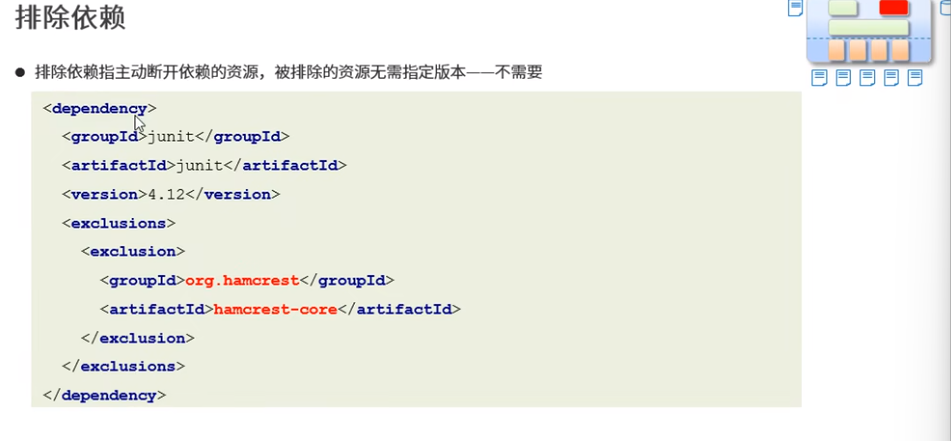 排除依赖
● 排除依赖指主动断开依赖的资源，被排除的资源无需指定版本——不需要
<dependency>
<groupId>junit</groupId>
<artifactId>junit</artifactId>
<version>4.12</version>
<exclusions>
<exclusion>
<groupId>org.hamcrest</groupId>
<artifactId>hamcrest-core</artifactId>
</exclusion>
</exclusions>
</dependency>